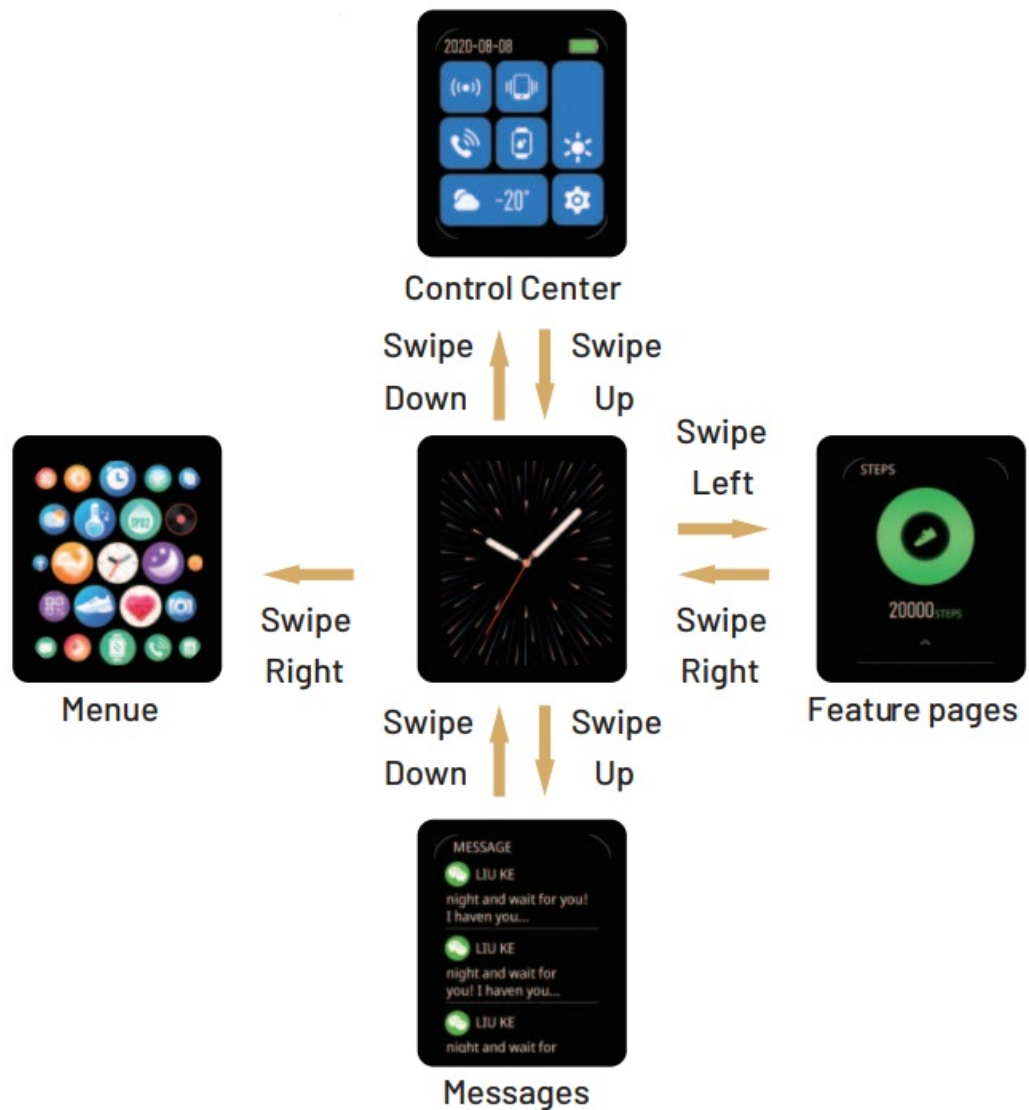 2020-08-08
-20°
Control Center
Swipe
Down
Swipe
Up
Swipe
Left
STEPS
SPO2
20000 STEPS
Swipe
Right
Swipe
Right
Menue
Feature pages
Swipe
Down
Swipe
Up
MESSAGE
LIU KE
night and wait for you!
I haven you...
LIU KE
night and wait for
you! I haven you...
LIU KE
night and wait for
Messages